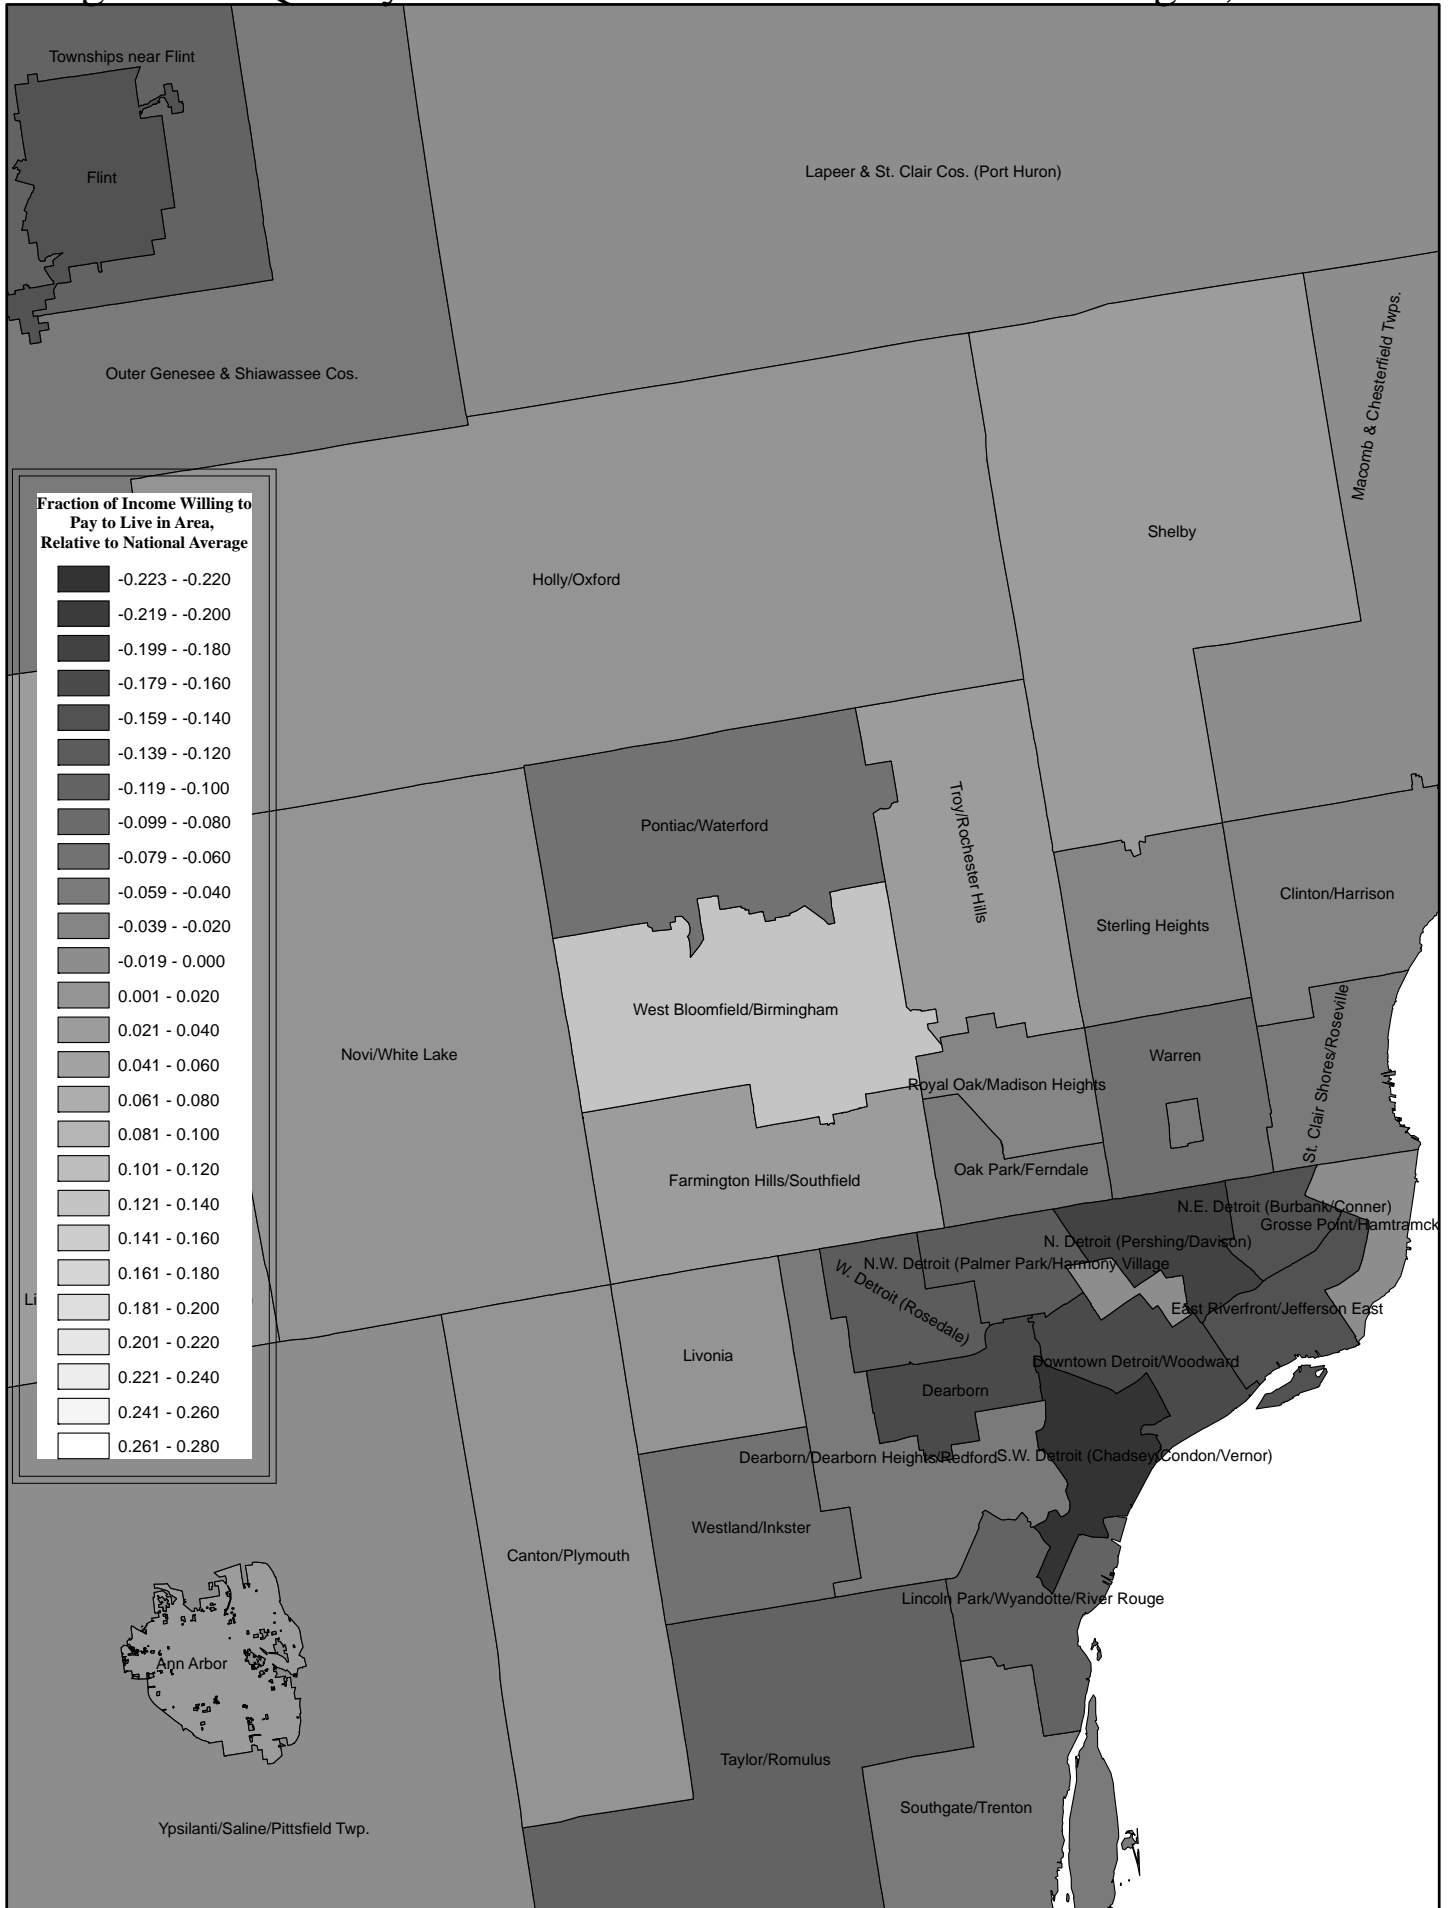 Townships near Flint
Flint
Lapeer & St. Clair Cos. (Port Huron)
Outer Genesee & Shiawassee Cos.
Macomb & Chesterfield Twps.
Shelby
Holly/Oxford
Fraction of Income Willing to
Pay to Live in Area,
Relative to National Average
-0.223 - -0.220
-0.219 - -0.200
-0.199 - -0.180
-0.179 - -0.160
-0.159 - -0.140
-0.139 - -0.120
-0.119 - -0.100
-0.099 - -0.080
-0.079 - -0.060
-0.059 - -0.040
-0.039 - -0.020
-0.019 - 0.000
0.001 - 0.020
0.021 - 0.040
0.041 - 0.060
0.061 - 0.080
0.081 - 0.100
0.101 - 0.120
0.121 - 0.140
0.141 - 0.160
0.161 - 0.180
0.181 - 0.200
0.201 - 0.220
0.221 - 0.240
0.241 - 0.260
0.261 - 0.280
Pontiac/Waterford
Troy/Rochester Hills
Clinton/Harrison
Sterling Heights
West Bloomfield/Birmingham
Novi/White Lake
Warren
St. Clair Shores/Roseville
Royal Oak/Madison Heights
Oak Park/Ferndale
Farmington Hills/Southfield
N.E. Detroit (Burbank/Conner)
Grosse Point/Hamtramck
N. Detroit (Pershing/Davison)
N.W. Detroit (Palmer Park/Harmony Village
W. Detroit (Rosedale)
East Riverfront/Jefferson East
Livonia
Downtown Detroit/Woodward
Dearborn
Dearborn/Dearborn Heights/Redford
S.W. Detroit (Chadsey/Condon/Vernor)
Westland/Inkster
Canton/Plymouth
Lincoln Park/Wyandotte/River Rouge
Ann Arbor
Taylor/Romulus
Southgate/Trenton
Ypsilanti/Saline/Pittsfield Twp.